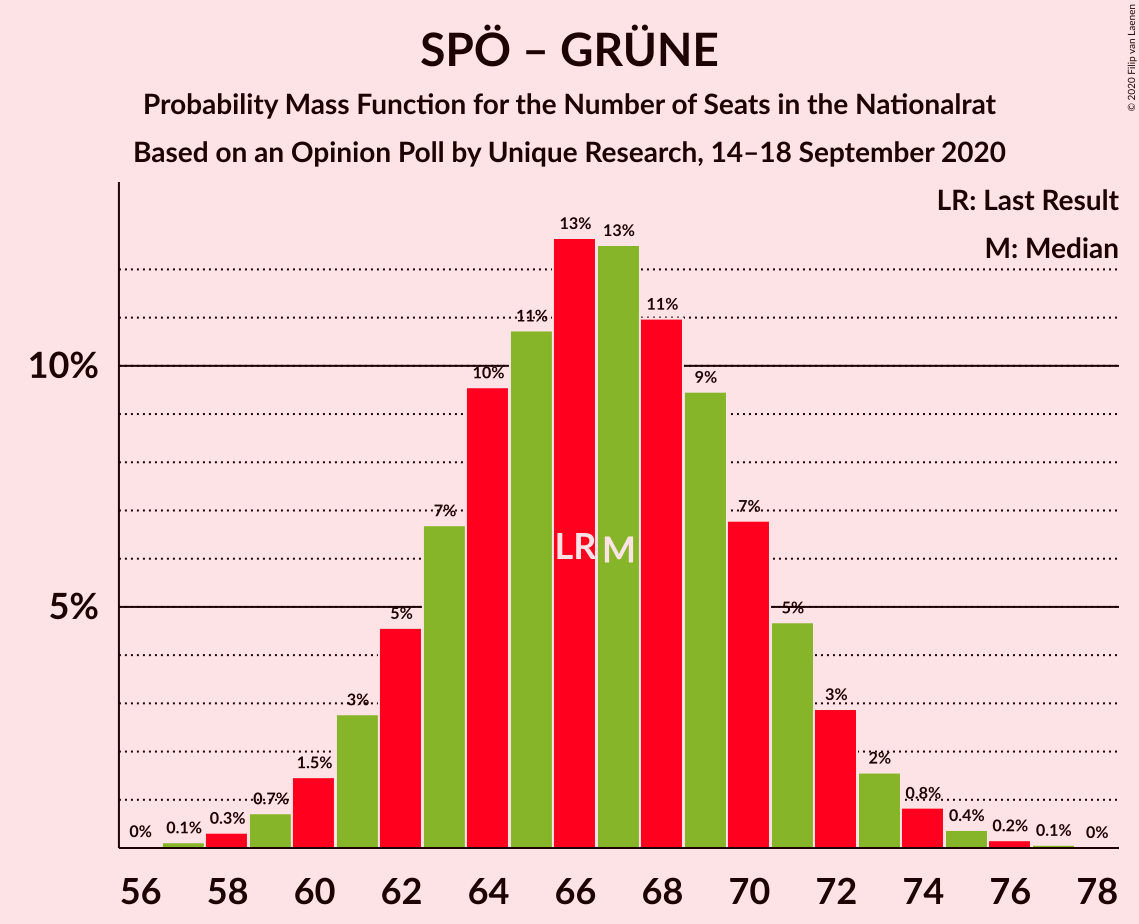 © 2020 Filip van Laenen
SPÖ – GRÜNE
Probability Mass Function for the Number of Seats in the Nationalrat
Based on an Opinion Poll by Unique Research, 14–18 September 2020
LR: Last Result
M: Median
10%
5%
0%
0.1%
0.3%
0.7%
1.5%
3%
5%
7%
10%
11%
13%
13%
11%
9%
7%
5%
3%
2%
0.8%
0.4%
0.2%
0.1%
0%
LR
M
56 58 60 62 64 66 68 70 72 74 76 78